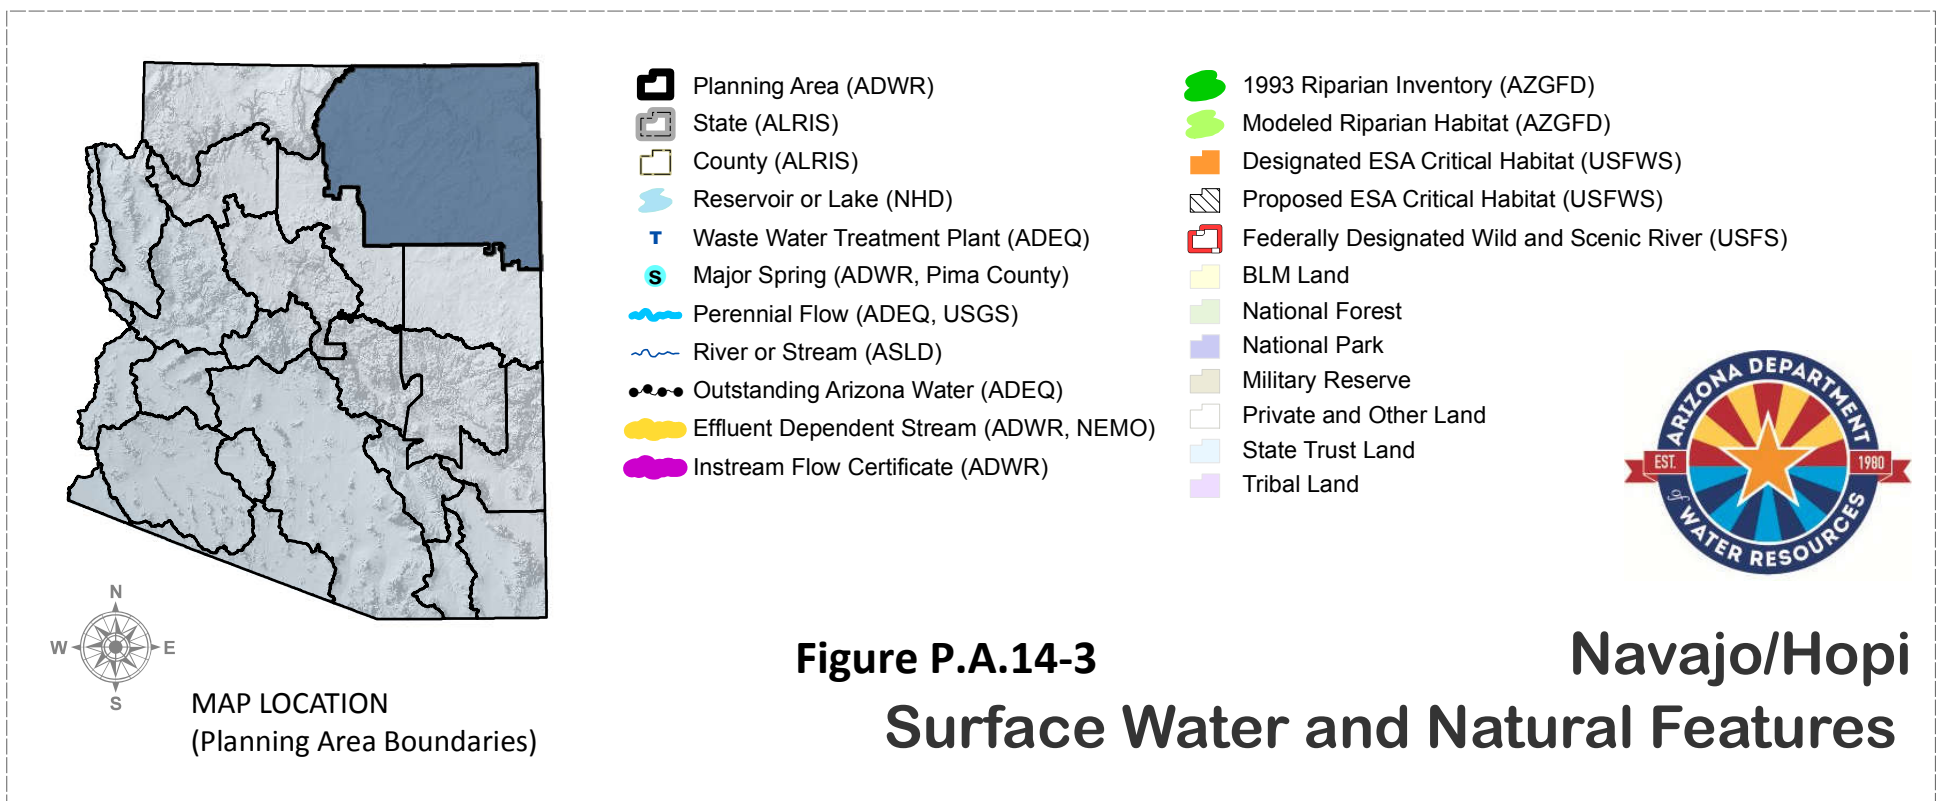 Planning Area (ADWR)
State (ALRIS)
County (ALRIS)
Reservoir or Lake (NHD)
T Waste Water Treatment Plant (ADEQ)
S Major Spring (ADWR, Pima County)
Perennial Flow (ADEQ, USGS)
River or Stream (ASLD)
Outstanding Arizona Water (ADEQ)
Effluent Dependent Stream (ADWR, NEMO)
Instream Flow Certificate (ADWR)
1993 Riparian Inventory (AZGFD)
Modeled Riparian Habitat (AZGFD)
Designated ESA Critical Habitat (USFWS)
Proposed ESA Critical Habitat (USFWS)
Federally Designated Wild and Scenic River (USFS)
BLM Land
National Forest
National Park
Military Reserve
Private and Other Land
State Trust Land
Tribal Land
ARIZONA DEPARTMENT
EST. 1980
of WATER RESOURCES
N
W E
S
MAP LOCATION
(Planning Area Boundaries)
Figure P.A.14-3
Navajo/Hopi
Surface Water and Natural Features